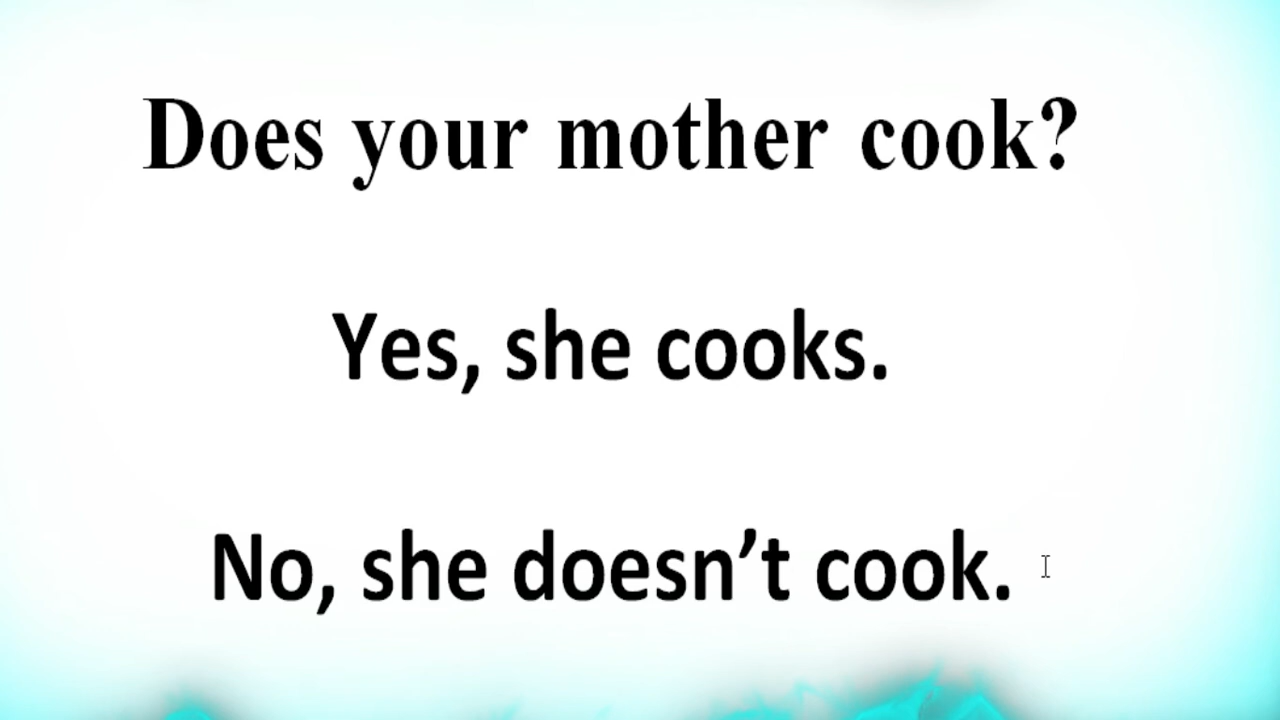 Does your mother cook?
Yes, she cooks.
No, she doesn’t cook.